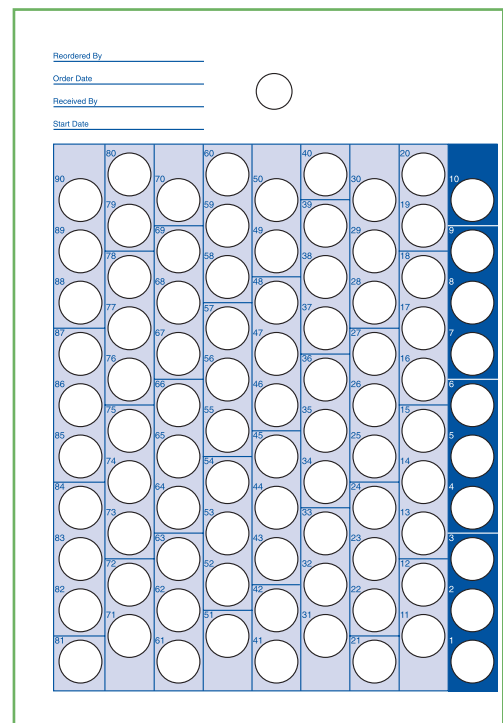 Reordered By
Order Date
Received By
Start Date
80 60 40 20
90 70 50 30 10
79 59 39 19
89 69 49 29 9
78 58 38 18
88 68 48 28 8
77 57 37 17
87 67 47 27 7
76 56 36 16
86 66 46 26 6
75 55 35 15
85 65 45 25 5
74 54 34 14
84 64 44 24 4
73 53 33 13
83 63 43 23 3
72 52 32 12
82 62 42 22 2
71 51 31 11
81 61 41 21 1